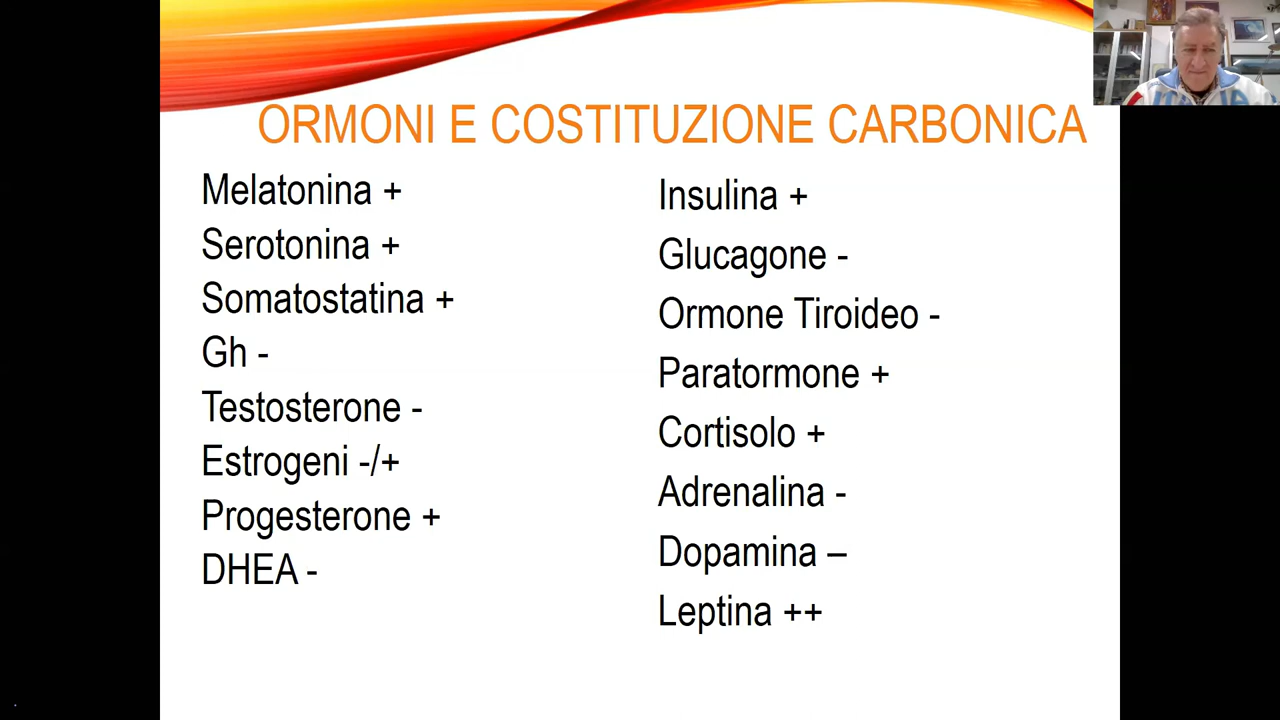 ORMONI E COSTITUZIONE CARBONICA
Melatonina +
Serotonina +
Somatostatina +
Gh -
Testosterone -
Estrogeni -/+
Progesterone +
DHEA -
Insulina +
Glucagone -
Ormone Tiroideo -
Paratormone +
Cortisolo +
Adrenalina -
Dopamina –
Leptina ++